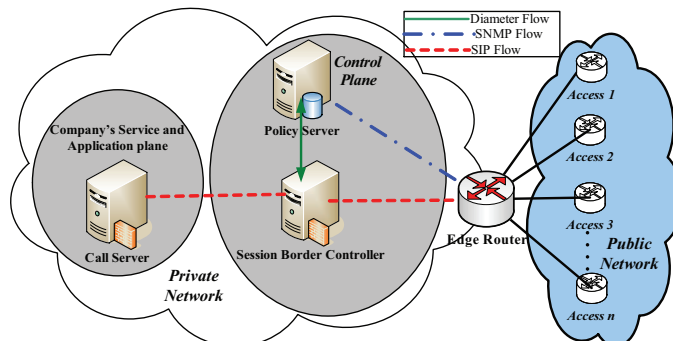 Diameter Flow
SNMP Flow
SIP Flow
Control
Plane
Access 1
Company's Service and
Application plane
Policy Server
Access 2
Access 3
Call Server
Session Border Controller
Edge Router
Public
Network
Private
Network
Access n